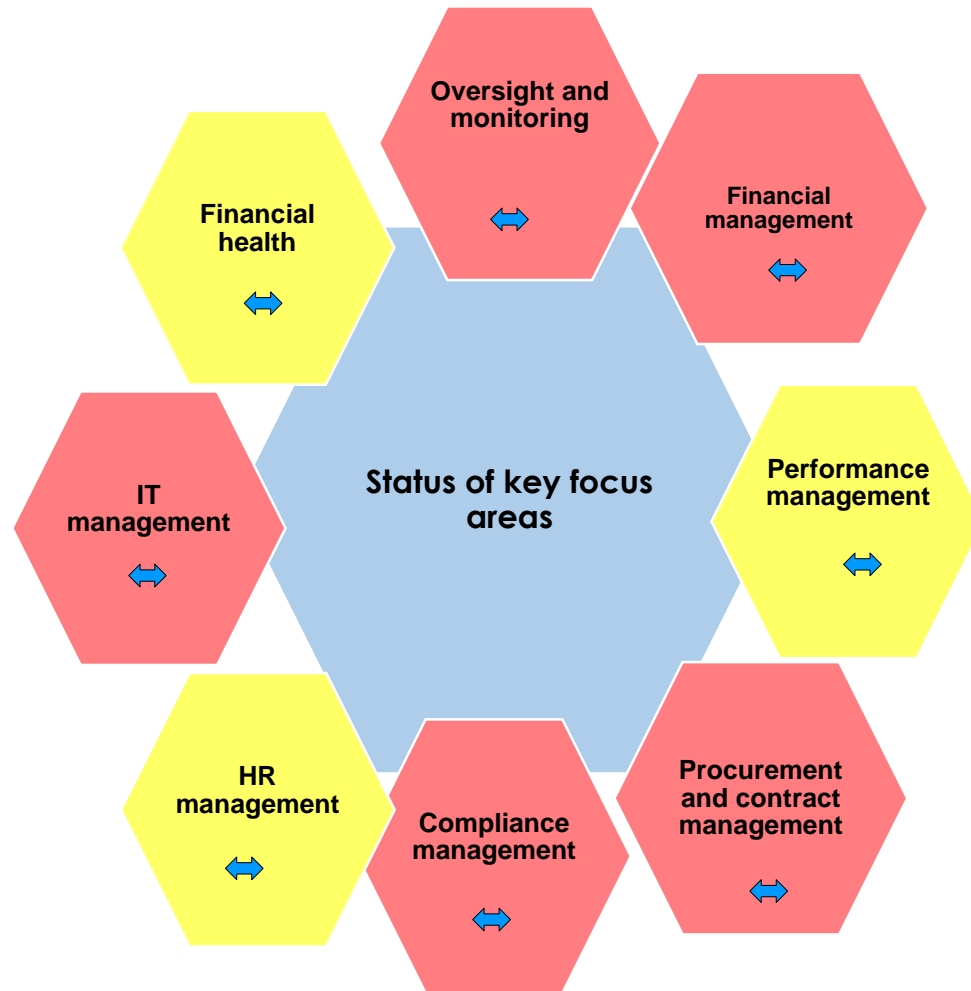 Oversight and
monitoring
Financial
management
Financial
health
Performance
management
Status of key focus
areas
IT
management
Procurement
and contract
management
HR
management
Compliance
management